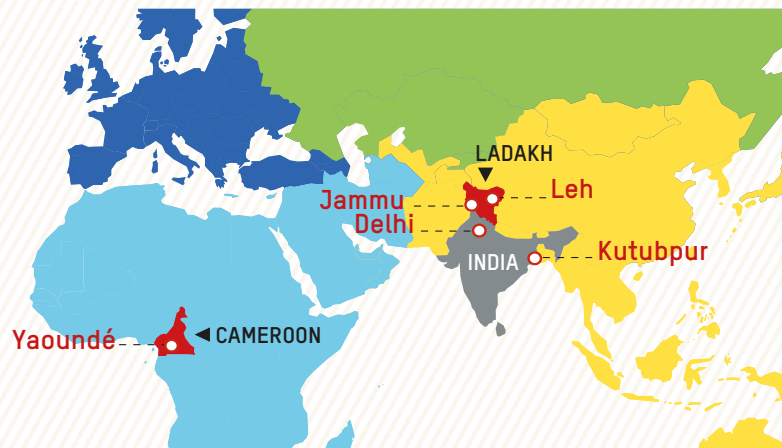 LADAKH
Jammu
Leh
Delhi
Kutubpur
INDIA
Yaoundé
CAMEROON